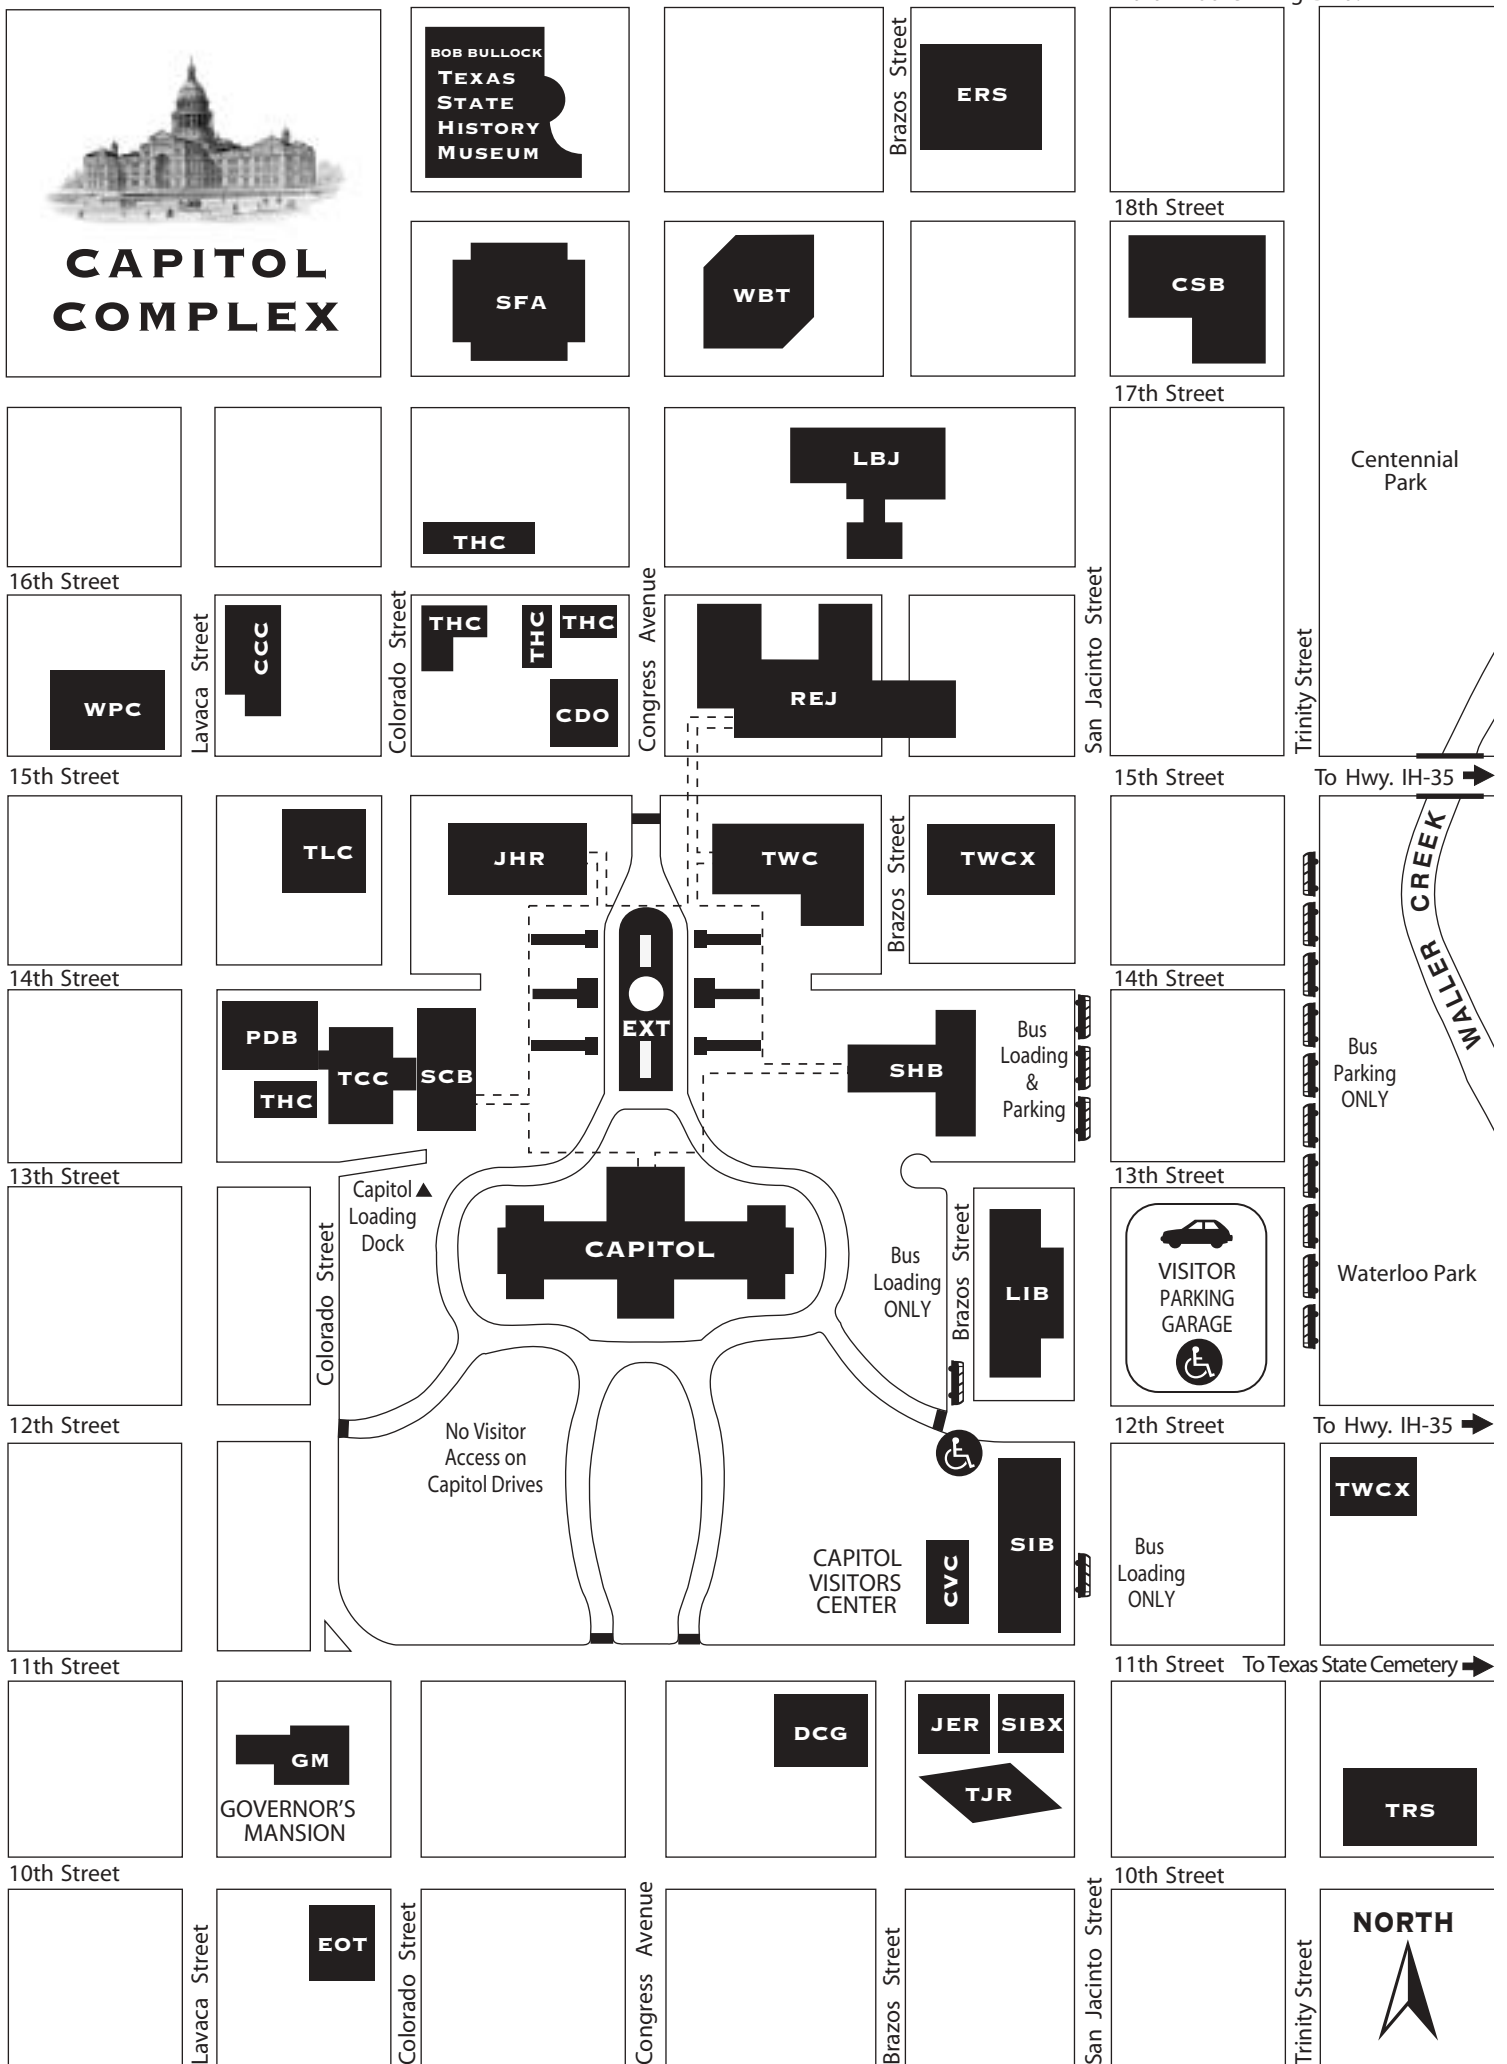 BOB BULLOCK
TEXAS
STATE
HISTORY
MUSEUM
Brazos Street
ERS
CAPITOL
COMPLEX
18th Street
SFA
WBT
CSB
17th Street
LBJ
Centennial
Park
THC
16th Street
Lavaca Street
CCC
Colorado Street
THC
THC
THC
Congress Avenue
San Jacinto Street
Trinity Street
WPC
CDO
REJ
15th Street
15th Street
To Hwy. IH-35
TLC
JHR
TWC
Brazos Street
TWCX
WALLER CREEK
14th Street
14th Street
PDB
TCC
SCB
THC
EXT
SHB
Bus
Loading
&
Parking
Bus
Parking
ONLY
13th Street
13th Street
Capitol
Loading
Dock
Colorado Street
CAPITOL
Bus
Loading
ONLY
Brazos Street
LIB
VISITOR
PARKING
GARAGE
Waterloo Park
12th Street
12th Street
To Hwy. IH-35
No Visitor
Access on
Capitol Drives
TWCX
CAPITOL
VISITORS
CENTER
CVC
SIB
Bus
Loading
ONLY
11th Street
11th Street
To Texas State Cemetery
GM
GOVERNOR'S
MANSION
DCG
JER
SIBX
TJR
TRS
10th Street
10th Street
Lavaca Street
EOT
Colorado Street
Congress Avenue
Brazos Street
San Jacinto Street
Trinity Street
NORTH